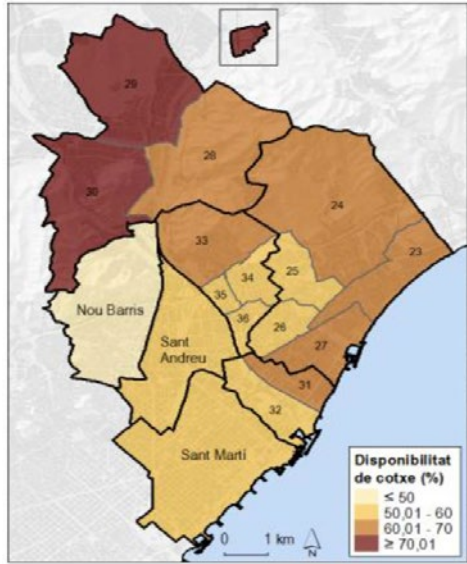 29
28
30
24
33
23
34
25
35
Nou Barris
36
26
Sant
Andreu
27
31
32
Sant Martí
Disponibilitat
de cotxe (%)
≤ 50
50,01 - 60
60,01 - 70
≥ 70,01
0 1 km
N